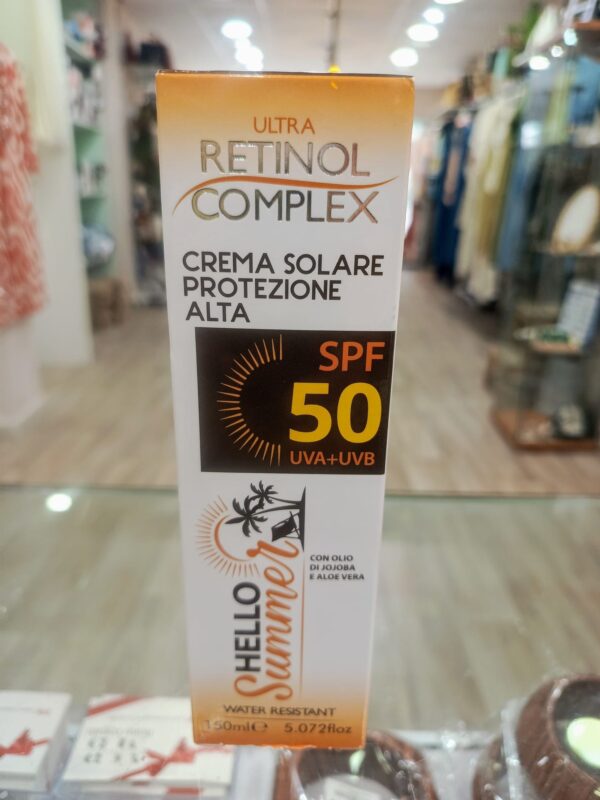 ULTRA
RETINOL
COMPLEX
CREMA SOLARE
PROTEZIONE
ALTA
SPF
50
UVA+UVB
HELLO
Summer
CON OLIO
DI JOJOBA
E ALOE VERA
WATER RESISTANT
150ml℮ 5.072floz